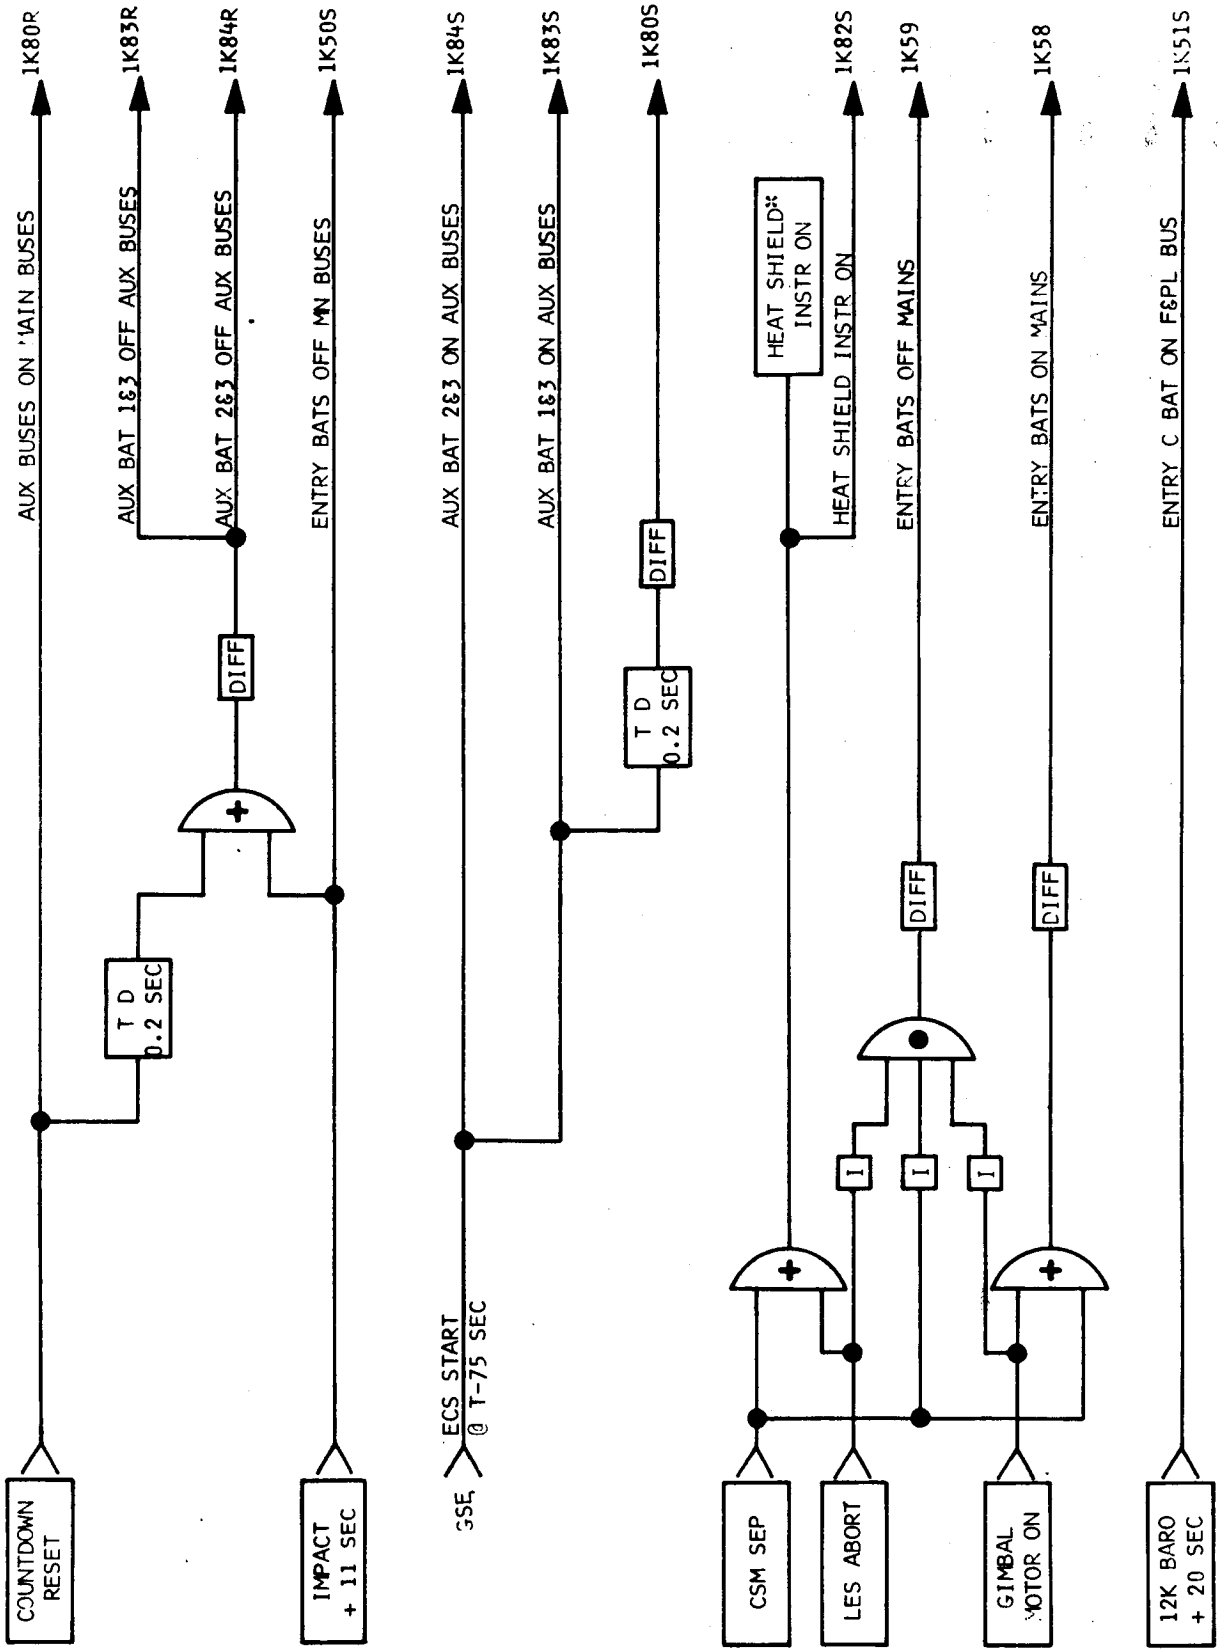 COUNTDOWN
RESET
AUX BUSES ON MAIN BUSES
1K80R
T D
0.2 SEC
AUX BAT 1&3 OFF AUX BUSES
1K83R
+
DIFF
AUX BAT 2&3 OFF AUX BUSES
1K84R
IMPACT
+ 11 SEC
ENTRY BATS OFF MN BUSES
1K50S
GSE
ECS START
@ T-75 SEC
AUX BAT 2&3 ON AUX BUSES
1K84S
AUX BAT 1&3 ON AUX BUSES
1K83S
T D
0.2 SEC
DIFF
1K80S
CSM SEP
+
HEAT SHIELD*
INSTR ON
LES ABORT
I
HEAT SHIELD INSTR ON
1K82S
I
DIFF
ENTRY BATS OFF MAINS
1K59
I
GIMBAL
MOTOR ON
+
DIFF
ENTRY BATS ON MAINS
1K58
12K BARO
+ 20 SEC
ENTRY C BAT ON F&PL BUS
1K51S